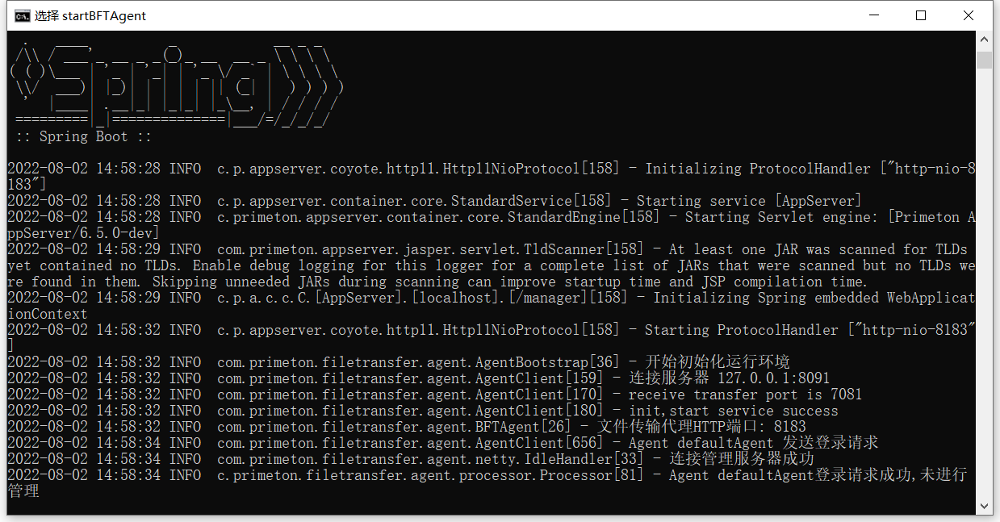 选择 startBFTAgent
:: Spring Boot ::
2022-08-02 14:58:28 INFO  c.p.appserver.coyote.http11.Http11NioProtocol[158] - Initializing ProtocolHandler ["http-nio-8
183"]
2022-08-02 14:58:28 INFO  c.p.appserver.container.core.StandardService[158] - Starting service [AppServer]
2022-08-02 14:58:28 INFO  c.primeton.appserver.container.core.StandardEngine[158] - Starting Servlet engine: [Primeton A
ppServer/6.5.0-dev]
2022-08-02 14:58:29 INFO  com.primeton.appserver.jasper.servlet.TldScanner[158] - At least one JAR was scanned for TLDs
yet contained no TLDs. Enable debug logging for this logger for a complete list of JARs that were scanned but no TLDs we
re found in them. Skipping unneeded JARs during scanning can improve startup time and JSP compilation time.
2022-08-02 14:58:29 INFO  c.p.a.c.c.C.[AppServer].[localhost].[/manager][158] - Initializing Spring embedded WebApplicat
ionContext
2022-08-02 14:58:32 INFO  c.p.appserver.coyote.http11.Http11NioProtocol[158] - Starting ProtocolHandler ["http-nio-8183"
]
2022-08-02 14:58:32 INFO  com.primeton.filetransfer.agent.AgentBootstrap[36] - 开始初始化运行环境
2022-08-02 14:58:32 INFO  com.primeton.filetransfer.agent.AgentClient[159] - 连接服务器 127.0.0.1:8091
2022-08-02 14:58:32 INFO  com.primeton.filetransfer.agent.AgentClient[170] - receive transfer port is 7081
2022-08-02 14:58:32 INFO  com.primeton.filetransfer.agent.AgentClient[180] - init,start service success
2022-08-02 14:58:32 INFO  com.primeton.filetransfer.agent.BFTAgent[26] - 文件传输代理HTTP端口: 8183
2022-08-02 14:58:34 INFO  com.primeton.filetransfer.agent.AgentClient[656] - Agent defaultAgent 发送登录请求
2022-08-02 14:58:34 INFO  com.primeton.filetransfer.agent.netty.IdleHandler[33] - 连接管理服务器成功
2022-08-02 14:58:34 INFO  c.primeton.filetransfer.agent.processor.Processor[81] - Agent defaultAgent登录请求成功,未进行
管理